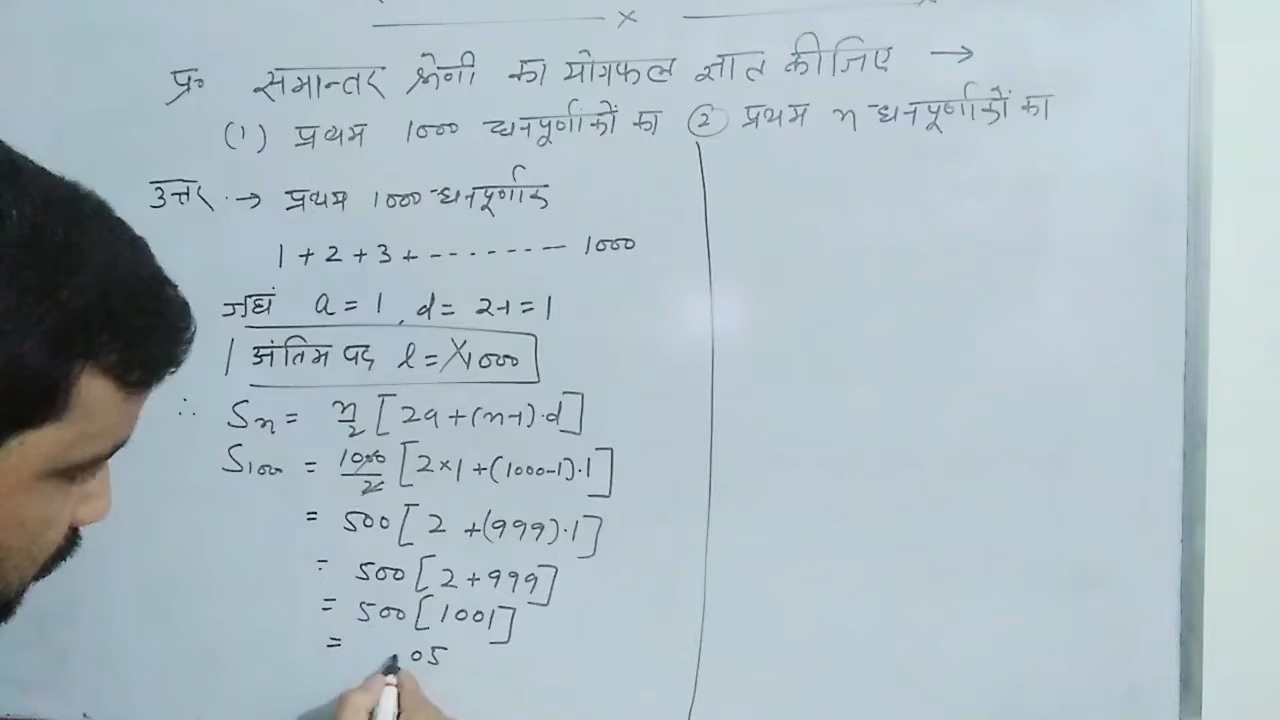 प्र० समान्तर श्रेणी का योगफल ज्ञात कीजिए →
(1) प्रथम 1000 धनपूर्णाकों का ② प्रथम n धनपूर्णाकों का
उत्तर → प्रथम 1000 धनपूर्णाक
1 + 2 + 3 + ------- 1000
जहां a = 1, d = 2-1 = 1
अंतिम पद l = 1000
∴ Sn = n/2 [2a + (n-1)·d]
S100 = 1000/2 [2×1 + (1000-1)·1]
= 500 [2 + (999)·1]
= 500 [2 + 999]
= 500 [1001]
= 05